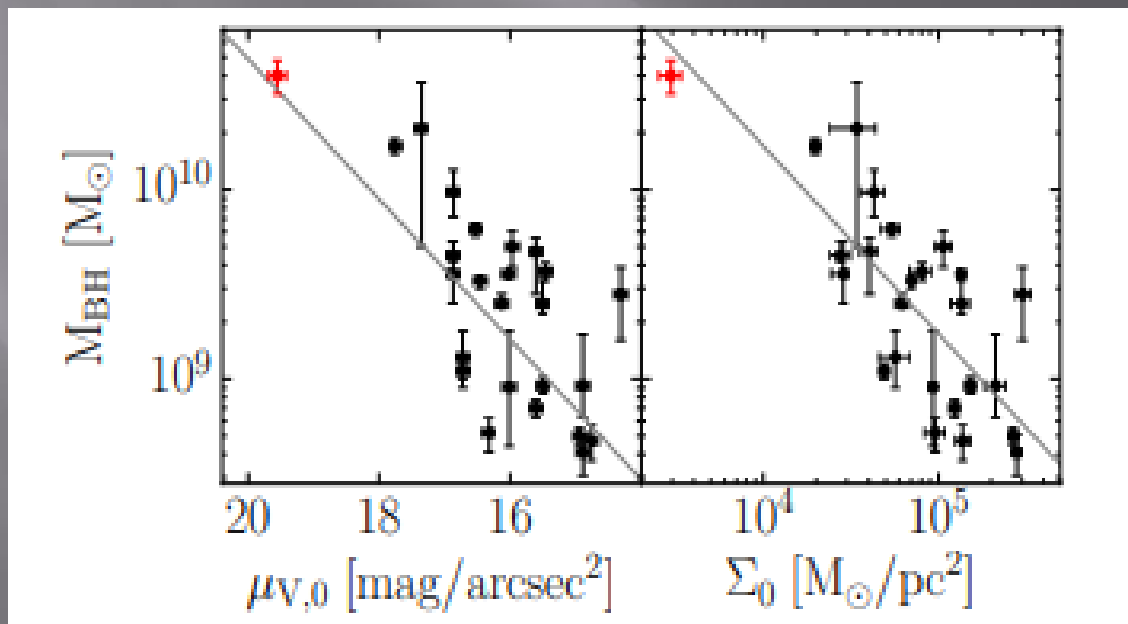 M_BH [M_☉]
10^10
10^9
20 18 16
10^4 10^5
μ_V,0 [mag/arcsec^2]
Σ_0 [M_☉/pc^2]